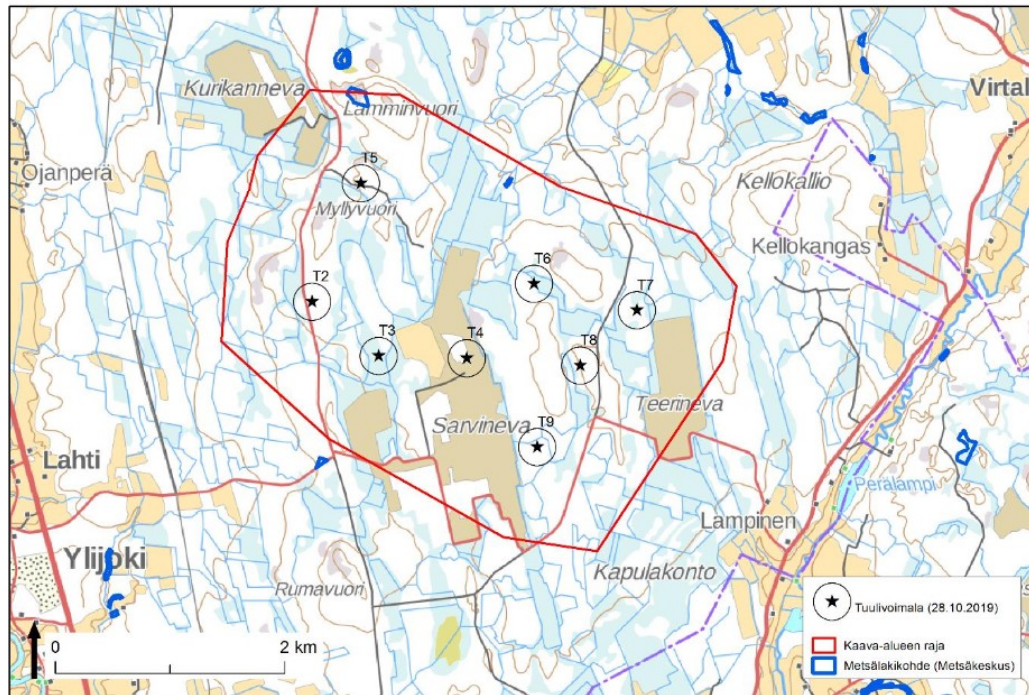 Kurikanneva
Lamminvuori
Virtal
Ojanperä
T5
Myllyvuori
Kellokallio
Kellokangas
T2
T6
T7
T3
T4
T8
Sarvineva
Teerineva
T9
Lahti
Perälampi
Lampinen
Ylijoki
Rumavuori
Kapulakonto
0
2 km
Tuulivoimala (28.10.2019)
Kaava-alueen raja
Metsälakikohde (Metsäkeskus)